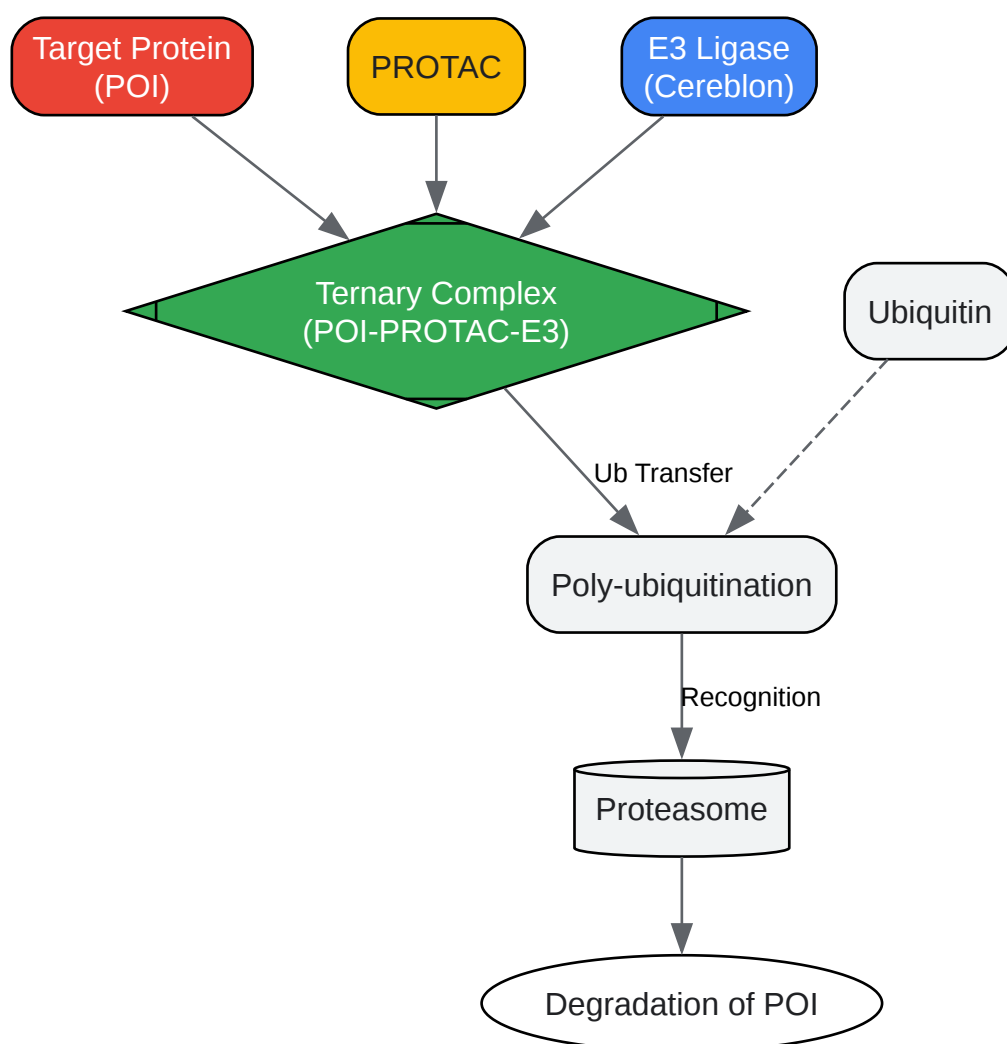 Target Protein
(POI)
PROTAC
E3 Ligase
(Cereblon)
Ternary Complex
(POI-PROTAC-E3)
Ubiquitin
Ub Transfer
Poly-ubiquitination
Recognition
Proteasome
Degradation of POI